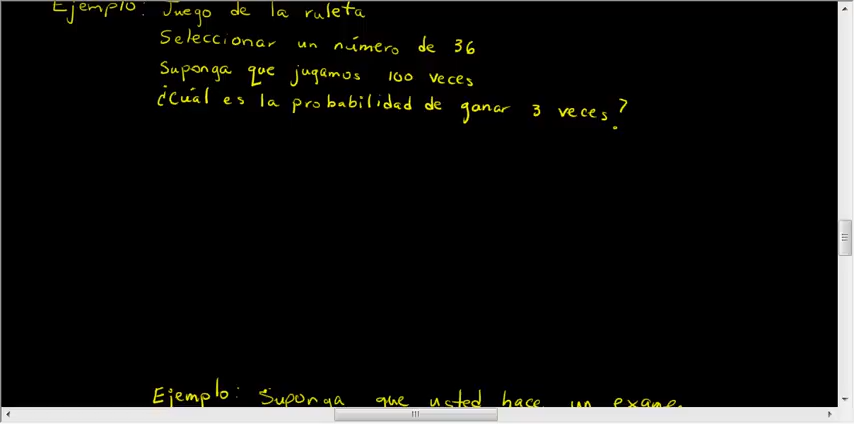 Ejemplo: Juego de la ruleta
Seleccionar un número de 36
Suponga que jugamos 100 veces
¿Cuál es la probabilidad de ganar 3 veces?
Ejemplo: Suponga que usted hace un